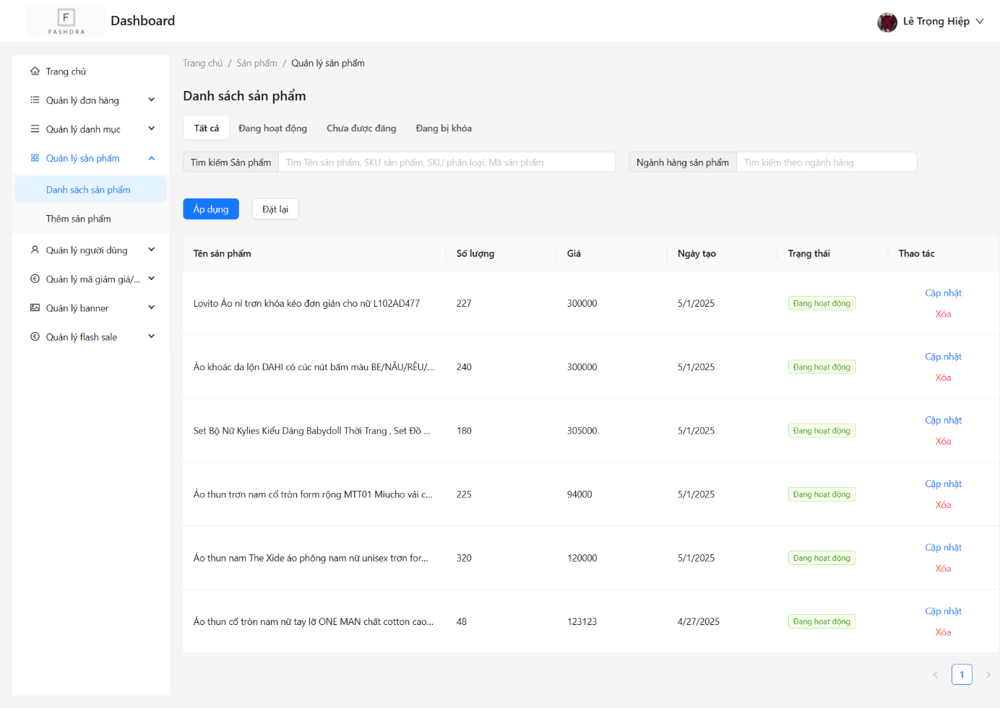 F
FASHORA
Dashboard
Lê Trọng Hiệp
Trang chủ
Quản lý đơn hàng
Quản lý danh mục
Quản lý sản phẩm
Danh sách sản phẩm
Thêm sản phẩm
Quản lý người dùng
Quản lý mã giảm giá/...
Quản lý banner
Quản lý flash sale
Trang chủ / Sản phẩm / Quản lý sản phẩm
Danh sách sản phẩm
Tất cả Đang hoạt động Chưa được đăng Đang bị khóa
Tìm kiếm Sản phẩm Tìm Tên sản phẩm, SKU sản phẩm, SKU phân loại, Mã sản phẩm Ngành hàng sản phẩm Tìm kiếm theo ngành hàng
Áp dụng Đặt lại
Tên sản phẩm Số lượng Giá Ngày tạo Trạng thái Thao tác
Lovito Áo nỉ trơn khóa kéo đơn giản cho nữ L102AD477 227 300000 5/1/2025 Đang hoạt động Cập nhật
Xóa
Áo khoác da lộn DAHI có cúc nút bấm màu BE/NÂU/RÊU/... 240 300000 5/1/2025 Đang hoạt động Cập nhật
Xóa
Set Bộ Nữ Kylies Kiểu Dáng Babydoll Thời Trang , Set Đồ ... 180 305000 5/1/2025 Đang hoạt động Cập nhật
Xóa
Áo thun trơn nam cổ tròn form rộng MTT01 Miucho vải c... 225 94000 5/1/2025 Đang hoạt động Cập nhật
Xóa
Áo thun nam The Xide áo phông nam nữ unisex trơn for... 320 120000 5/1/2025 Đang hoạt động Cập nhật
Xóa
Áo thun cổ tròn nam nữ tay lỡ ONE MAN chất cotton cao... 48 123123 4/27/2025 Đang hoạt động Cập nhật
Xóa
< 1 >